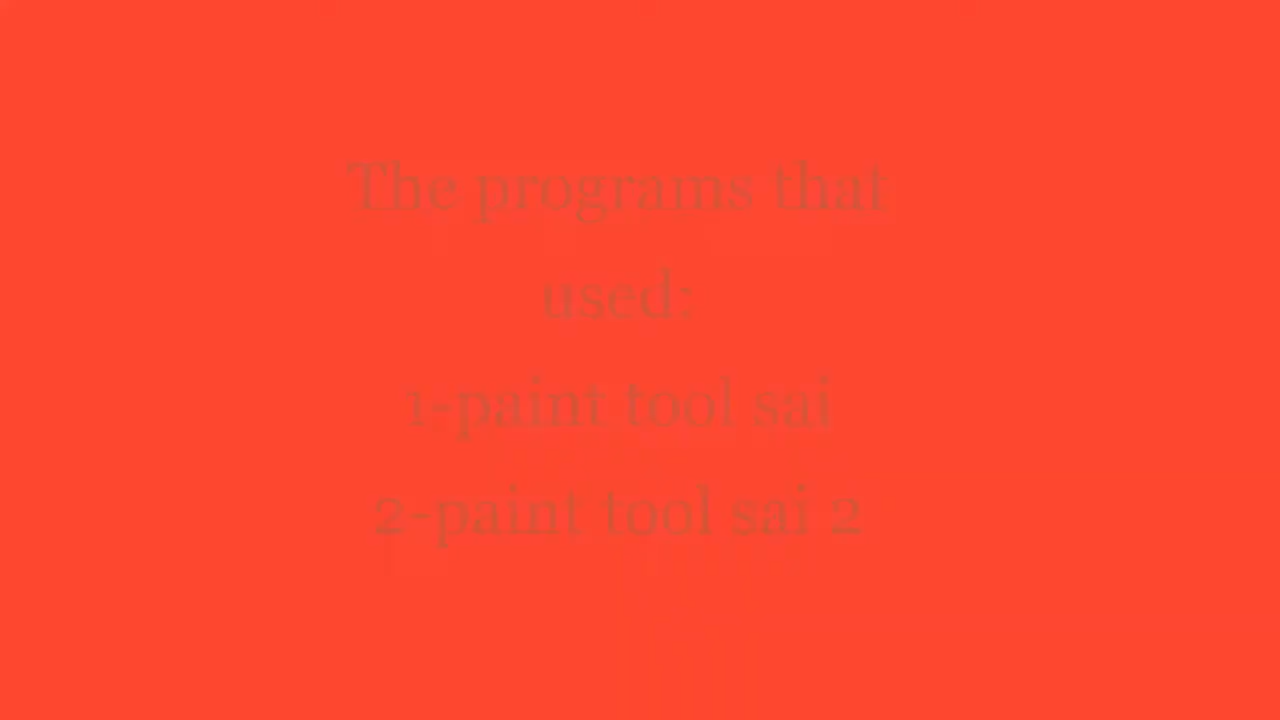 The programs that
used:
1-paint tool sai
2-paint tool sai 2